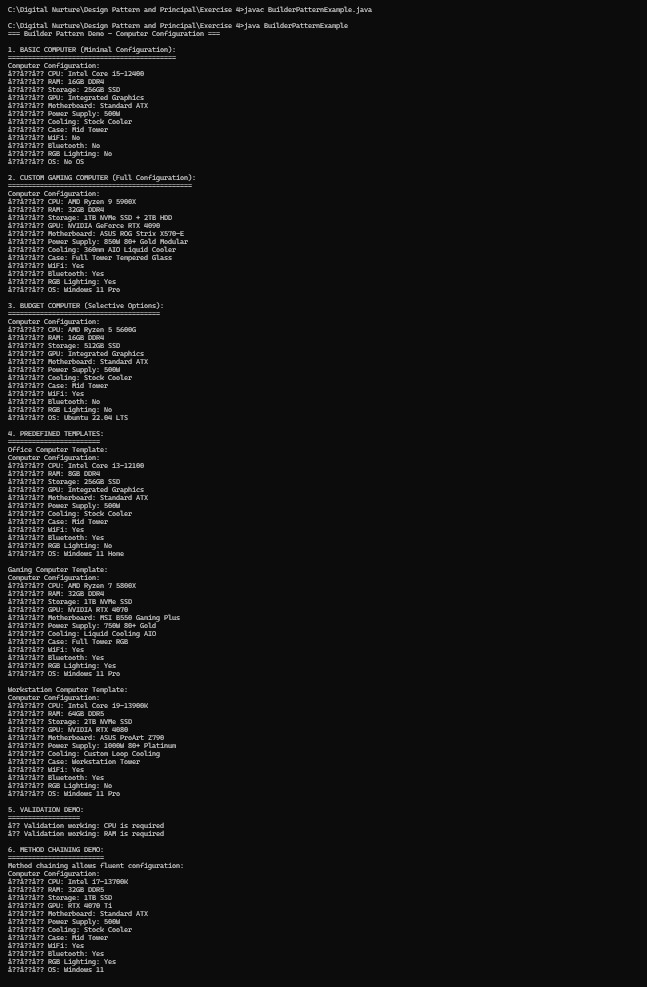 C:\Digital Nurture\Design Pattern and Principal\Exercise 4>javac BuilderPatternExample.java
C:\Digital Nurture\Design Pattern and Principal\Exercise 4>java BuilderPatternExample
=== Builder Pattern Demo - Computer Configuration ===
1. BASIC COMPUTER (Minimal Configuration):
==========================================
Computer Configuration:
â??â??â?? CPU: Intel Core i5-12400
â??â??â?? RAM: 16GB DDR4
â??â??â?? Storage: 256GB SSD
â??â??â?? GPU: Integrated Graphics
â??â??â?? Motherboard: Standard ATX
â??â??â?? Power Supply: 500W
â??â??â?? Cooling: Stock Cooler
â??â??â?? Case: Mid Tower
â??â??â?? WiFi: No
â??â??â?? Bluetooth: No
â??â??â?? RGB Lighting: No
â??â??â?? OS: No OS
2. CUSTOM GAMING COMPUTER (Full Configuration):
==============================================
Computer Configuration:
â??â??â?? CPU: AMD Ryzen 9 5900X
â??â??â?? RAM: 32GB DDR4
â??â??â?? Storage: 1TB NVMe SSD + 2TB HDD
â??â??â?? GPU: NVIDIA GeForce RTX 4090
â??â??â?? Motherboard: ASUS ROG Strix X570-E
â??â??â?? Power Supply: 850W 80+ Gold Modular
â??â??â?? Cooling: 360mm AIO Liquid Cooler
â??â??â?? Case: Full Tower Tempered Glass
â??â??â?? WiFi: Yes
â??â??â?? Bluetooth: Yes
â??â??â?? RGB Lighting: Yes
â??â??â?? OS: Windows 11 Pro
3. BUDGET COMPUTER (Selective Options):
======================================
Computer Configuration:
â??â??â?? CPU: AMD Ryzen 5 5600G
â??â??â?? RAM: 16GB DDR4
â??â??â?? Storage: 512GB SSD
â??â??â?? GPU: Integrated Graphics
â??â??â?? Motherboard: Standard ATX
â??â??â?? Power Supply: 500W
â??â??â?? Cooling: Stock Cooler
â??â??â?? Case: Mid Tower
â??â??â?? WiFi: Yes
â??â??â?? Bluetooth: No
â??â??â?? RGB Lighting: No
â??â??â?? OS: Ubuntu 22.04 LTS
4. PREDEFINED TEMPLATES:
=======================
Office Computer Template:
Computer Configuration:
â??â??â?? CPU: Intel Core i3-12100
â??â??â?? RAM: 8GB DDR4
â??â??â?? Storage: 256GB SSD
â??â??â?? GPU: Integrated Graphics
â??â??â?? Motherboard: Standard ATX
â??â??â?? Power Supply: 500W
â??â??â?? Cooling: Stock Cooler
â??â??â?? Case: Mid Tower
â??â??â?? WiFi: Yes
â??â??â?? Bluetooth: Yes
â??â??â?? RGB Lighting: No
â??â??â?? OS: Windows 11 Home
Gaming Computer Template:
Computer Configuration:
â??â??â?? CPU: AMD Ryzen 7 5800X
â??â??â?? RAM: 32GB DDR4
â??â??â?? Storage: 1TB NVMe SSD
â??â??â?? GPU: NVIDIA RTX 4070
â??â??â?? Motherboard: MSI B550 Gaming Plus
â??â??â?? Power Supply: 750W 80+ Gold
â??â??â?? Cooling: Liquid Cooling AIO
â??â??â?? Case: Full Tower RGB
â??â??â?? WiFi: Yes
â??â??â?? Bluetooth: Yes
â??â??â?? RGB Lighting: Yes
â??â??â?? OS: Windows 11 Pro
Workstation Computer Template:
Computer Configuration:
â??â??â?? CPU: Intel Core i9-13900K
â??â??â?? RAM: 64GB DDR5
â??â??â?? Storage: 2TB NVMe SSD
â??â??â?? GPU: NVIDIA RTX 4080
â??â??â?? Motherboard: ASUS ProArt Z790
â??â??â?? Power Supply: 1000W 80+ Platinum
â??â??â?? Cooling: Custom Loop Cooling
â??â??â?? Case: Workstation Tower
â??â??â?? WiFi: Yes
â??â??â?? Bluetooth: Yes
â??â??â?? RGB Lighting: No
â??â??â?? OS: Windows 11 Pro
5. VALIDATION DEMO:
==================
â?? Validation working: CPU is required
â?? Validation working: RAM is required
6. METHOD CHAINING DEMO:
========================
Method chaining allows fluent configuration:
Computer Configuration:
â??â??â?? CPU: Intel i7-13700K
â??â??â?? RAM: 32GB DDR5
â??â??â?? Storage: 1TB SSD
â??â??â?? GPU: RTX 4070 Ti
â??â??â?? Motherboard: Standard ATX
â??â??â?? Power Supply: 500W
â??â??â?? Cooling: Stock Cooler
â??â??â?? Case: Mid Tower
â??â??â?? WiFi: Yes
â??â??â?? Bluetooth: Yes
â??â??â?? RGB Lighting: Yes
â??â??â?? OS: Windows 11